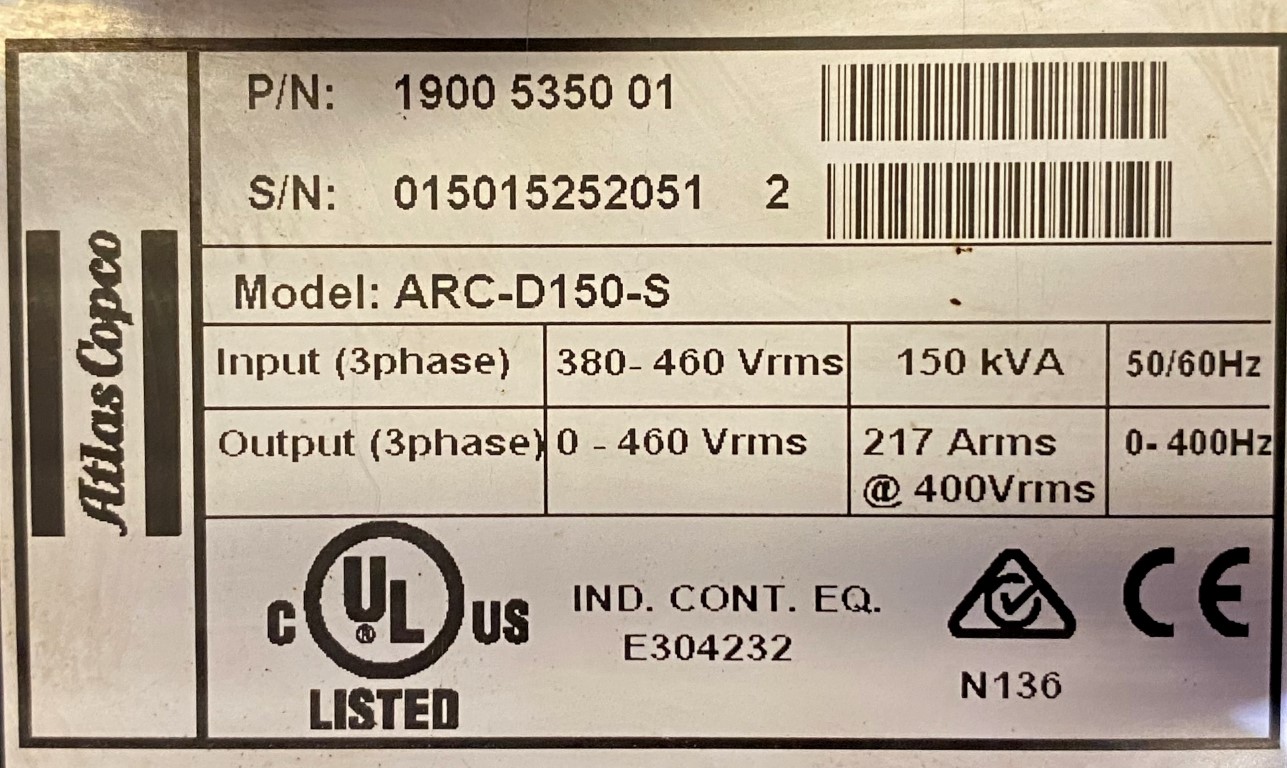 Atlas Copco
P/N: 1900 5350 01
S/N: 015015252051 2
Model: ARC-D150-S
Input (3phase) 380- 460 Vrms 150 kVA 50/60Hz
Output (3phase) 0 - 460 Vrms 217 Arms @ 400Vrms 0- 400Hz
C UL ® US
LISTED
IND. CONT. EQ.
E304232
N136
CE